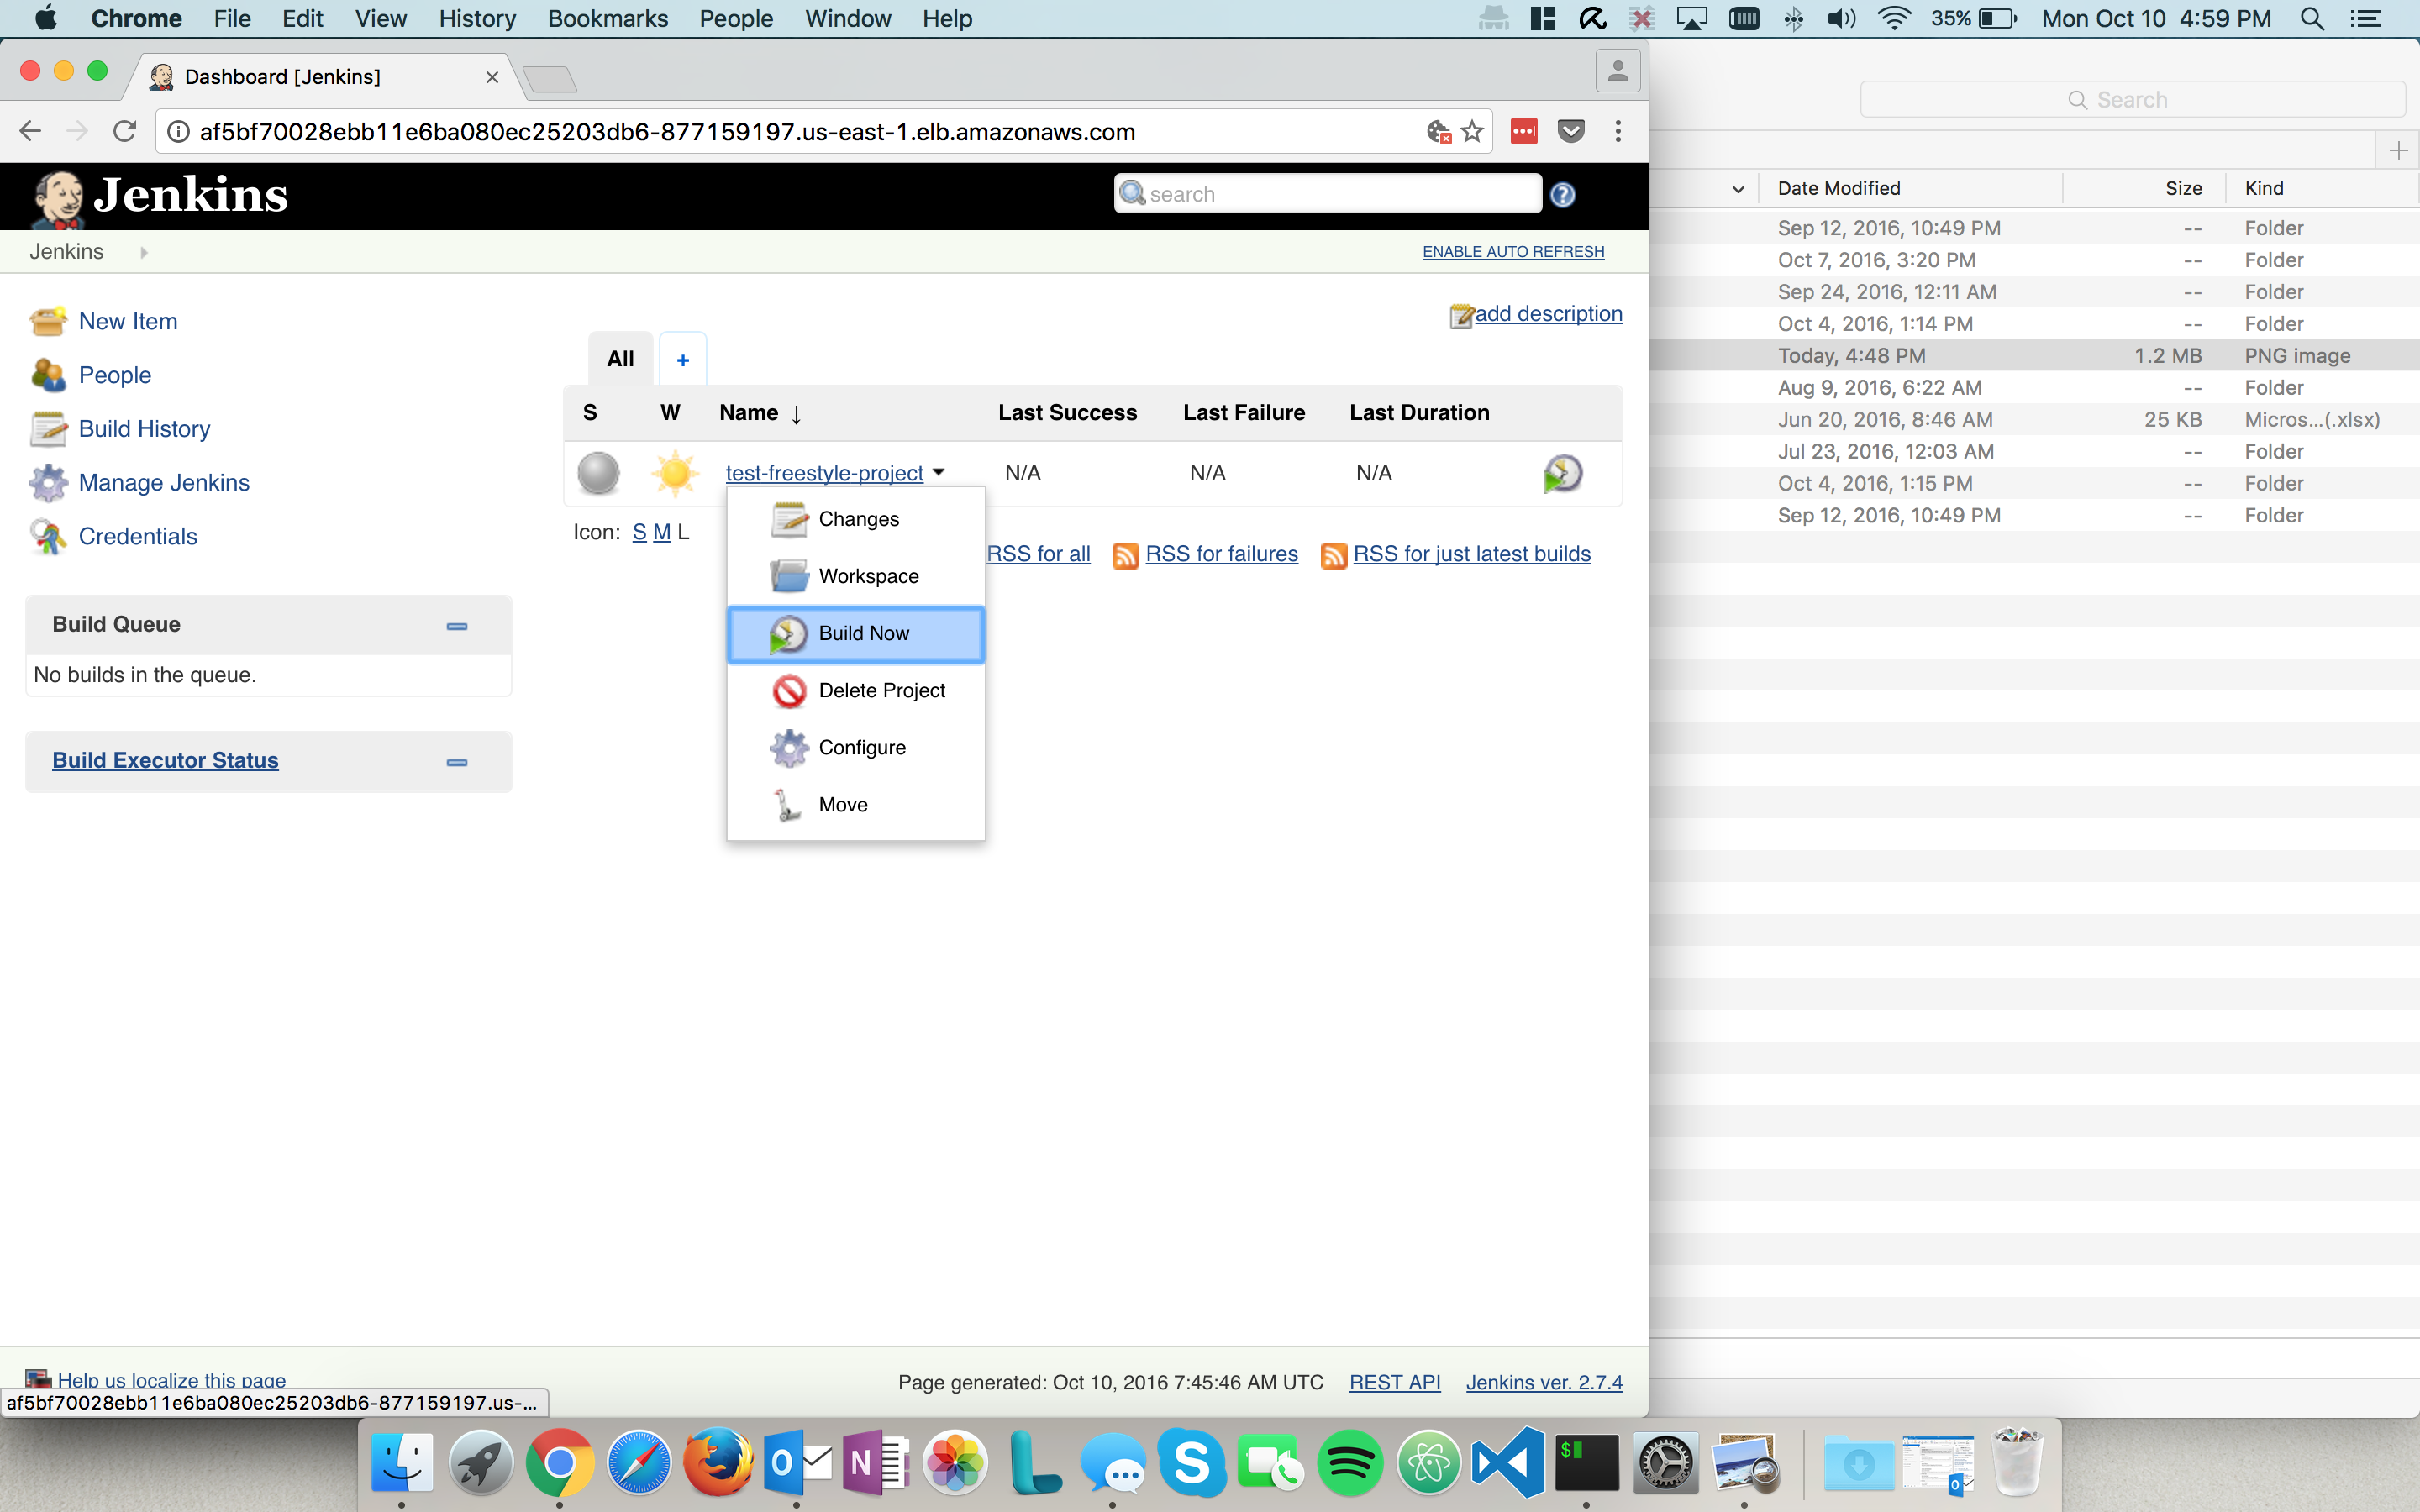 Chrome File Edit View History Bookmarks People Window Help 35% Mon Oct 10 4:59 PM
Dashboard [Jenkins]
af5bf70028ebb11e6ba080ec25203db6-877159197.us-east-1.elb.amazonaws.com
Search
Jenkins
search
Jenkins
ENABLE AUTO REFRESH
New Item
People
Build History
Manage Jenkins
Credentials
Build Queue
No builds in the queue.
Build Executor Status
add description
All +
S W Name ↓ Last Success Last Failure Last Duration
test-freestyle-project N/A N/A N/A
Icon: S M L
RSS for all RSS for failures RSS for just latest builds
Changes
Workspace
Build Now
Delete Project
Configure
Move
Help us localize this page
Page generated: Oct 10, 2016 7:45:46 AM UTC REST API Jenkins ver. 2.7.4
af5bf70028ebb11e6ba080ec25203db6-877159197.us-...
Date Modified Size Kind
Sep 12, 2016, 10:49 PM -- Folder
Oct 7, 2016, 3:20 PM -- Folder
Sep 24, 2016, 12:11 AM -- Folder
Oct 4, 2016, 1:14 PM -- Folder
Today, 4:48 PM 1.2 MB PNG image
Aug 9, 2016, 6:22 AM -- Folder
Jun 20, 2016, 8:46 AM 25 KB Micros...(.xlsx)
Jul 23, 2016, 12:03 AM -- Folder
Oct 4, 2016, 1:15 PM -- Folder
Sep 12, 2016, 10:49 PM -- Folder